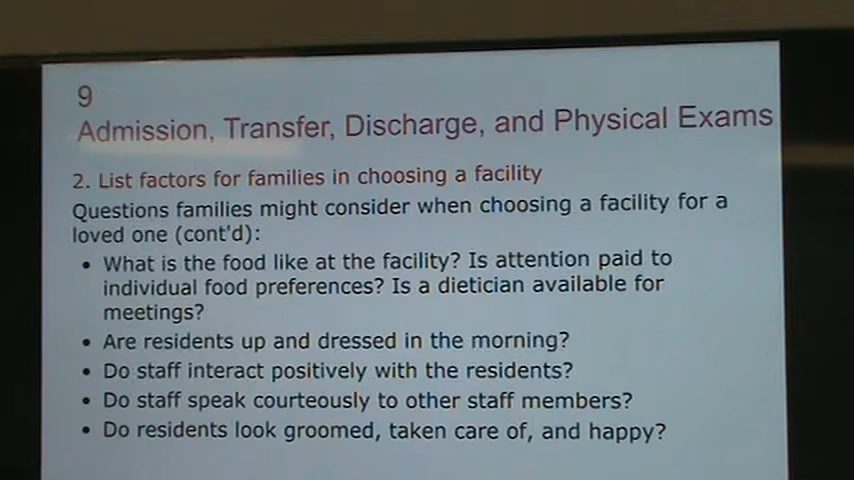 9
Admission, Transfer, Discharge, and Physical Exams
2. List factors for families in choosing a facility
Questions families might consider when choosing a facility for a
loved one (cont'd):
• What is the food like at the facility? Is attention paid to
individual food preferences? Is a dietician available for
meetings?
• Are residents up and dressed in the morning?
• Do staff interact positively with the residents?
• Do staff speak courteously to other staff members?
• Do residents look groomed, taken care of, and happy?